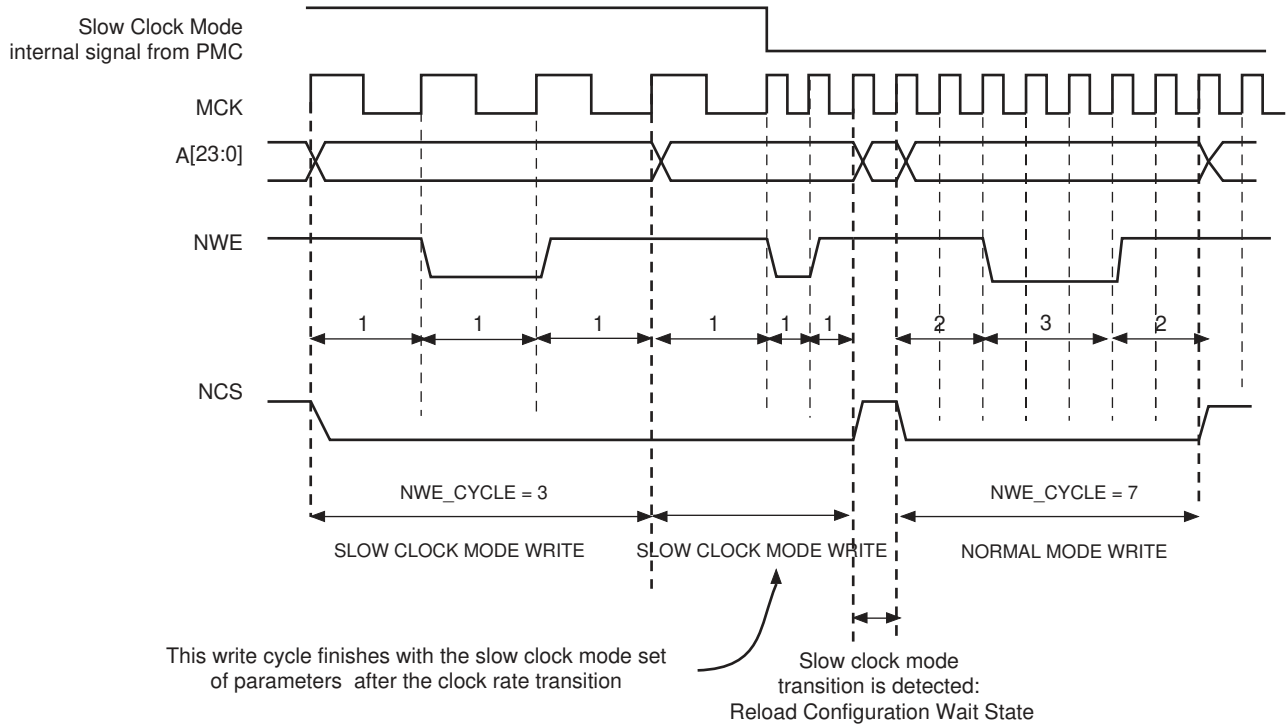 Slow Clock Mode
internal signal from PMC
MCK
A[23:0]
NWE
1 1 1 1 1 1 2 3 2
NCS
NWE_CYCLE = 3 NWE_CYCLE = 7
SLOW CLOCK MODE WRITE SLOW CLOCK MODE WRITE NORMAL MODE WRITE
This write cycle finishes with the slow clock mode set
of parameters after the clock rate transition
Slow clock mode
transition is detected:
Reload Configuration Wait State